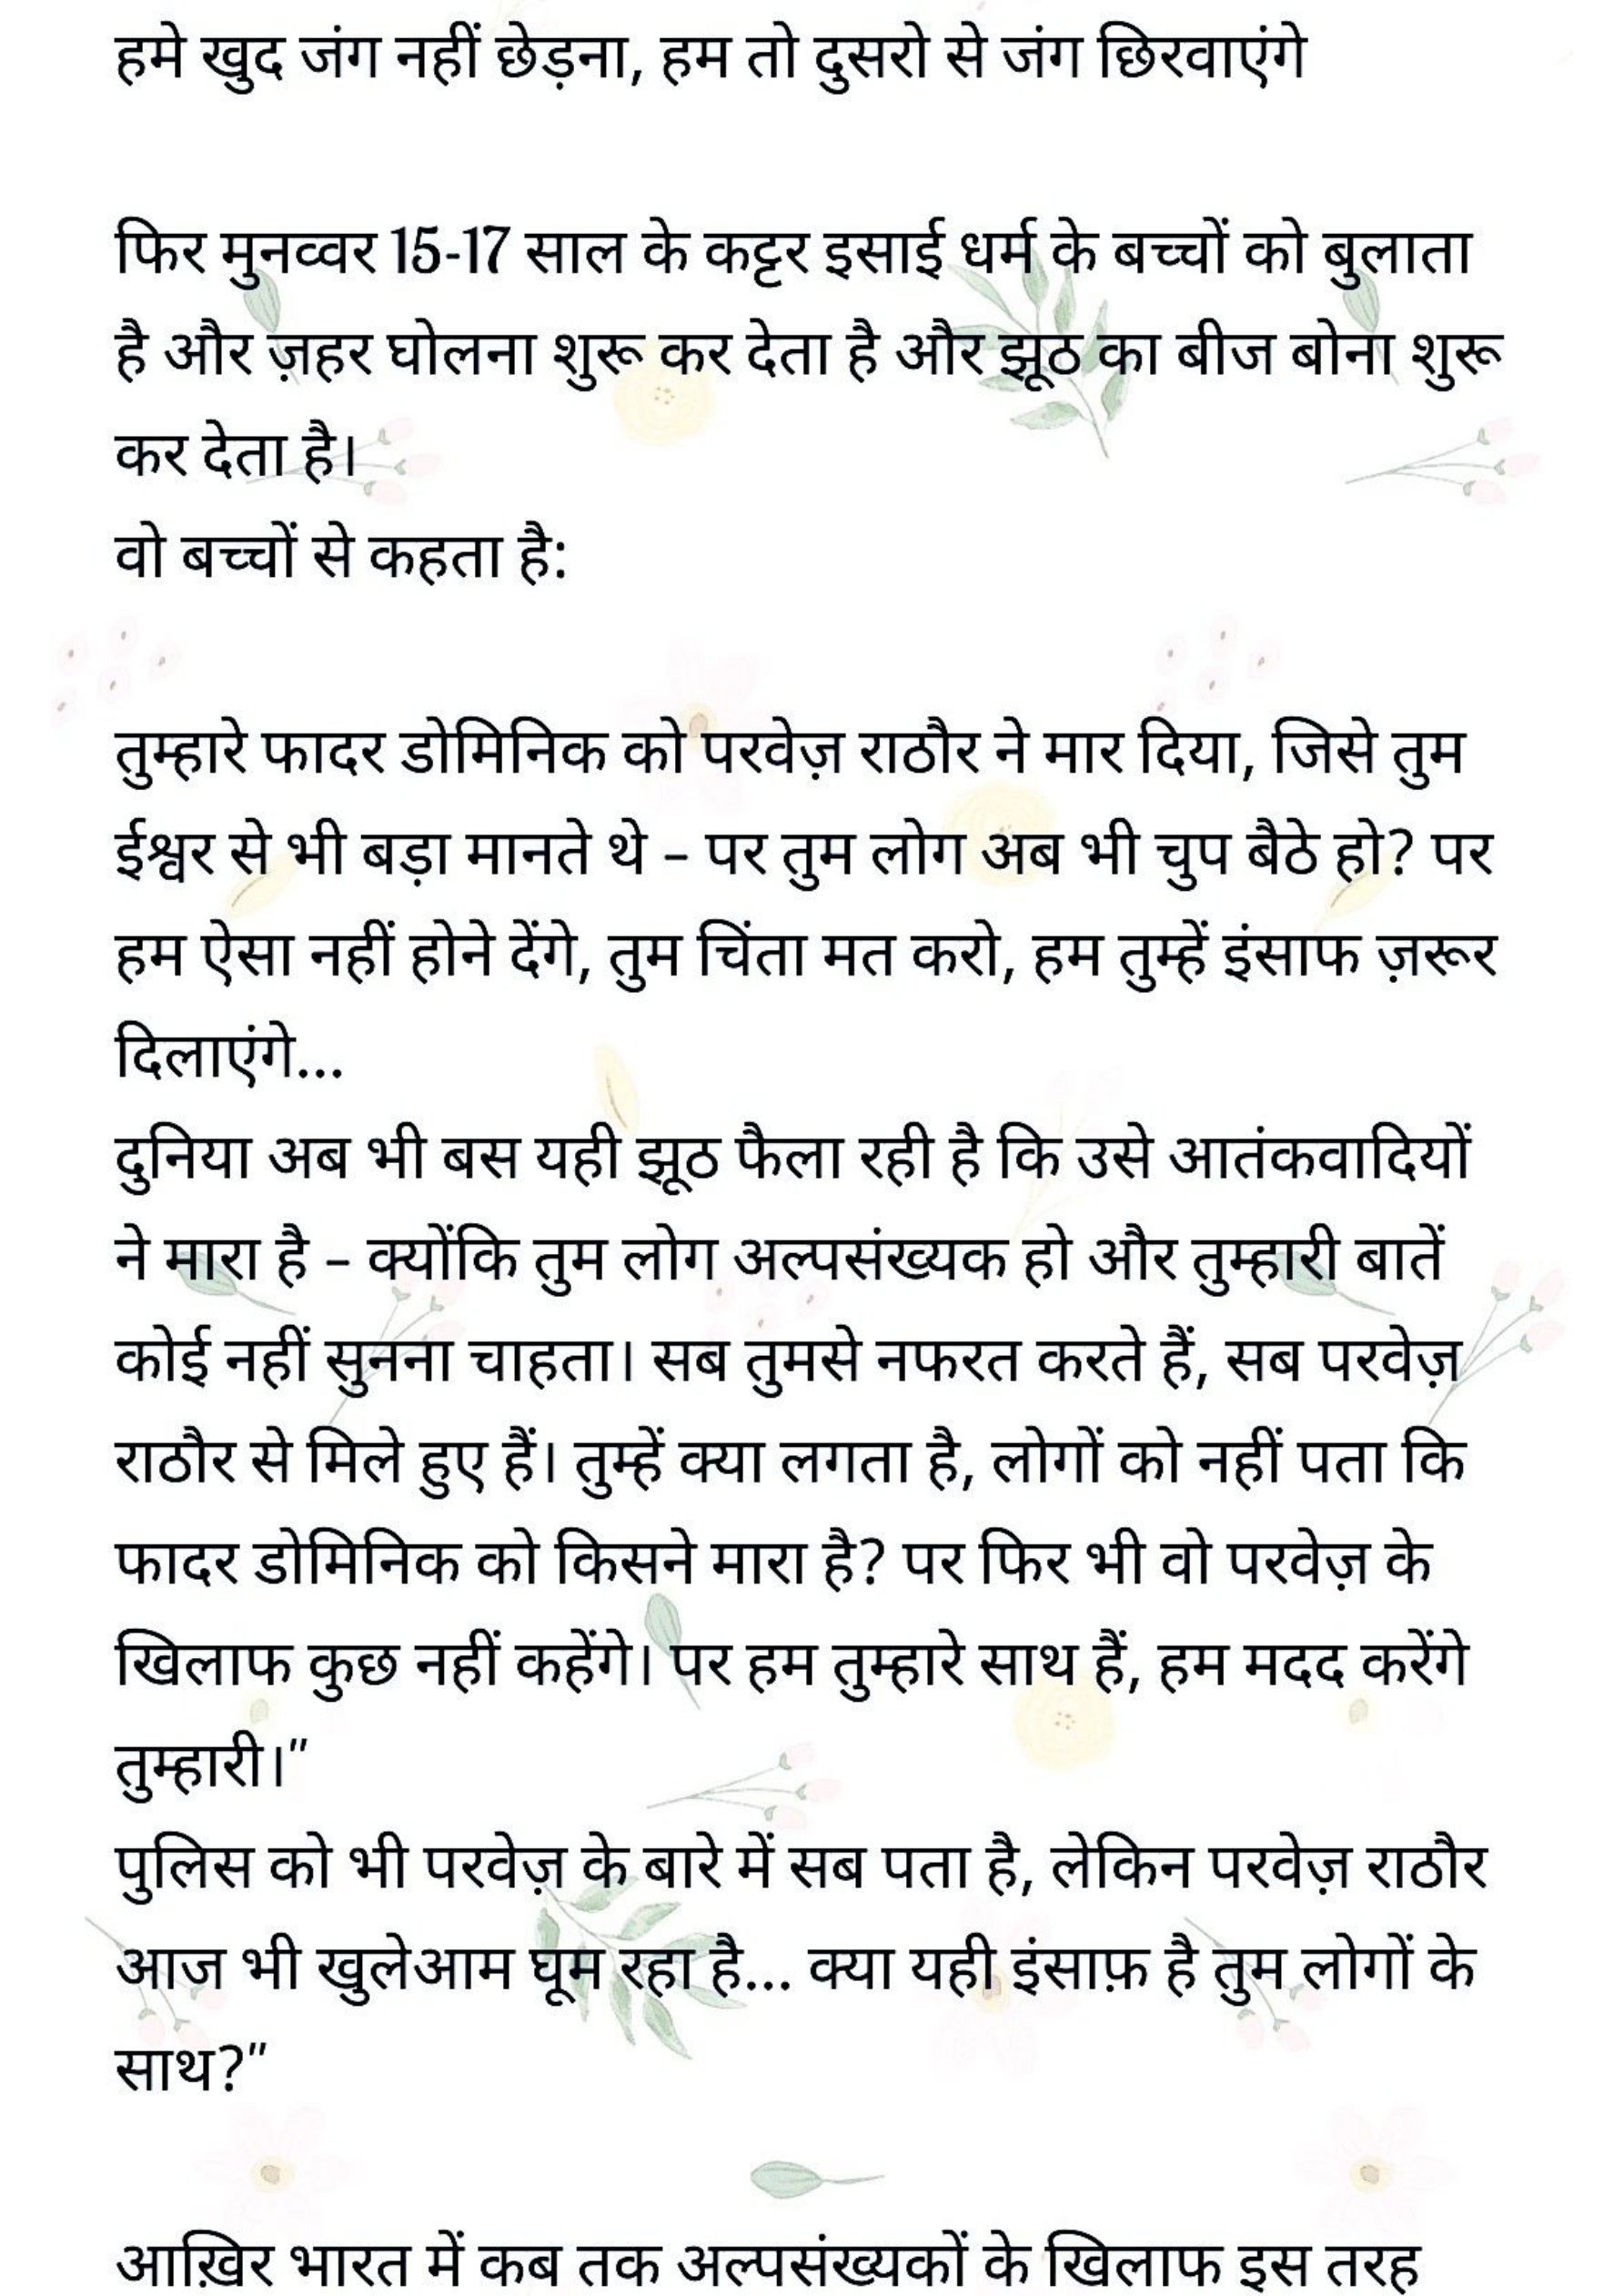 हमे खुद जंग नहीं छेड़ना, हम तो दुसरो से जंग छिरवाएंगे
फिर मुनव्वर 15-17 साल के कट्टर इसाई धर्म के बच्चों को बुलाता
है और ज़हर घोलना शुरू कर देता है और झूठ का बीज बोना शुरू
कर देता है।
वो बच्चों से कहता है:
तुम्हारे फादर डोमिनिक को परवेज़ राठौर ने मार दिया, जिसे तुम
ईश्वर से भी बड़ा मानते थे – पर तुम लोग अब भी चुप बैठे हो? पर
हम ऐसा नहीं होने देंगे, तुम चिंता मत करो, हम तुम्हें इंसाफ ज़रूर
दिलाएंगे...
दुनिया अब भी बस यही झूठ फैला रही है कि उसे आतंकवादियों
ने मारा है – क्योंकि तुम लोग अल्पसंख्यक हो और तुम्हारी बातें
कोई नहीं सुनना चाहता। सब तुमसे नफरत करते हैं, सब परवेज़
राठौर से मिले हुए हैं। तुम्हें क्या लगता है, लोगों को नहीं पता कि
फादर डोमिनिक को किसने मारा है? पर फिर भी वो परवेज़ के
खिलाफ कुछ नहीं कहेंगे। पर हम तुम्हारे साथ हैं, हम मदद करेंगे
तुम्हारी।”
पुलिस को भी परवेज़ के बारे में सब पता है, लेकिन परवेज़ राठौर
आज भी खुलेआम घूम रहा है... क्या यही इंसाफ़ है तुम लोगों के
साथ?”
आख़िर भारत में कब तक अल्पसंख्यकों के खिलाफ इस तरह